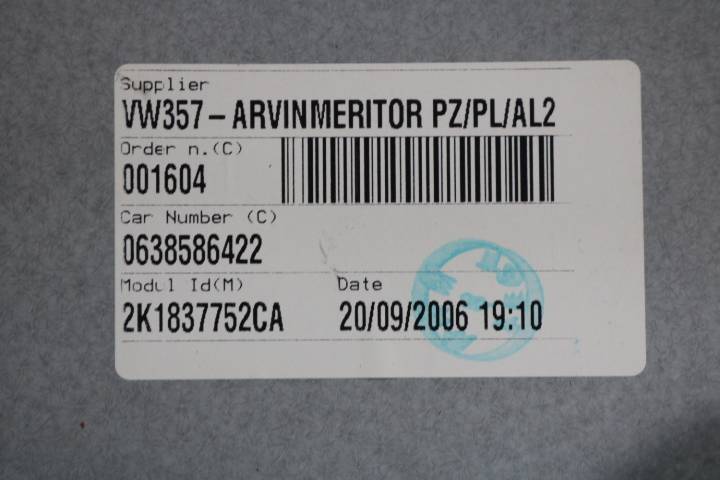 Supplier
VW357-ARVINMERITOR PZ/PL/AL2
Order n.(C)
001604
Car Number (C)
0638586422
Modul Id(M) Date
2K1837752CA 20/09/2006 19:10